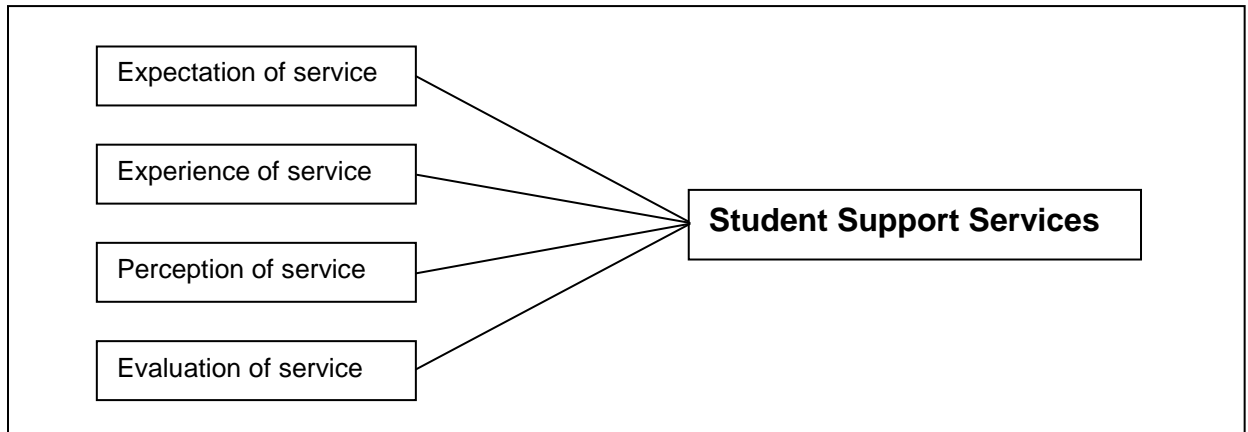 Expectation of service
Experience of service
Perception of service
Evaluation of service
Student Support Services